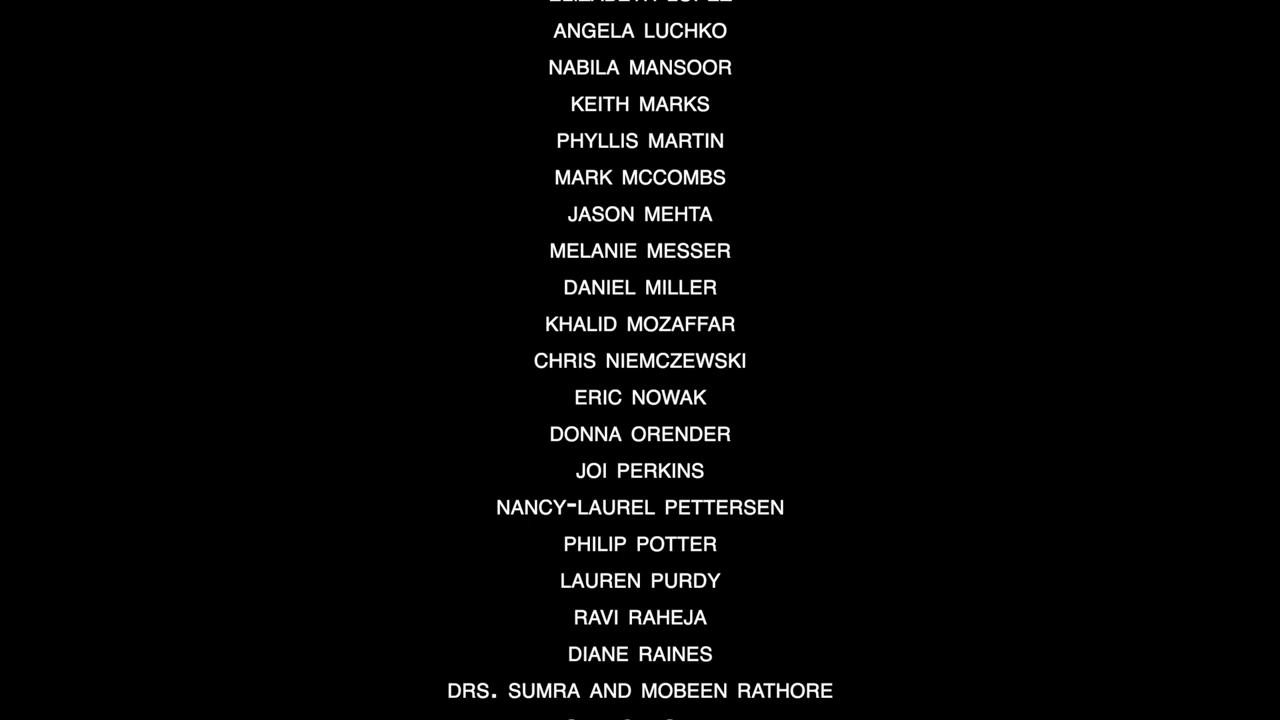 ANGELA LUCHKO
NABILA MANSOOR
KEITH MARKS
PHYLLIS MARTIN
MARK MCCOMBS
JASON MEHTA
MELANIE MESSER
DANIEL MILLER
KHALID MOZAFFAR
CHRIS NIEMCZEWSKI
ERIC NOWAK
DONNA ORENDER
JOI PERKINS
NANCY-LAUREL PETTERSEN
PHILIP POTTER
LAUREN PURDY
RAVI RAHEJA
DIANE RAINES
DRS. SUMRA AND MOBEEN RATHORE